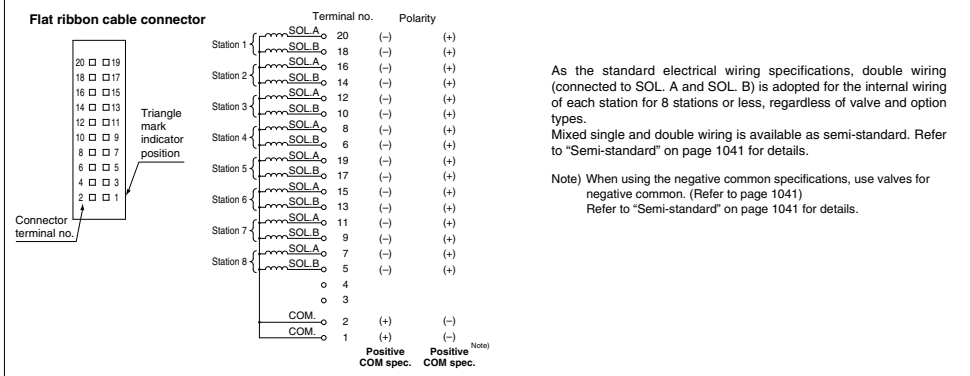 Flat ribbon cable connector
20 19
18 17
16 15
14 13
12 11
10 9
8 7
6 5
4 3
2 1
Triangle
mark
indicator
position
Connector
terminal no.
Terminal no. Polarity
Station 1 SOL.A 20 (–) (+)
SOL.B 18 (–) (+)
Station 2 SOL.A 16 (–) (+)
SOL.B 14 (–) (+)
Station 3 SOL.A 12 (–) (+)
SOL.B 10 (–) (+)
Station 4 SOL.A 8 (–) (+)
SOL.B 6 (–) (+)
Station 5 SOL.A 19 (–) (+)
SOL.B 17 (–) (+)
Station 6 SOL.A 15 (–) (+)
SOL.B 13 (–) (+)
Station 7 SOL.A 11 (–) (+)
SOL.B 9 (–) (+)
Station 8 SOL.A 7 (–) (+)
SOL.B 5 (–) (+)
4
3
COM. 2 (+) (–)
COM. 1 (+) (–)
Positive Positive Note)
COM spec. COM spec.
As the standard electrical wiring specifications, double wiring
(connected to SOL. A and SOL. B) is adopted for the internal wiring
of each station for 8 stations or less, regardless of valve and option
types.
Mixed single and double wiring is available as semi-standard. Refer
to “Semi-standard” on page 1041 for details.
Note) When using the negative common specifications, use valves for
negative common. (Refer to page 1041)
Refer to “Semi-standard” on page 1041 for details.